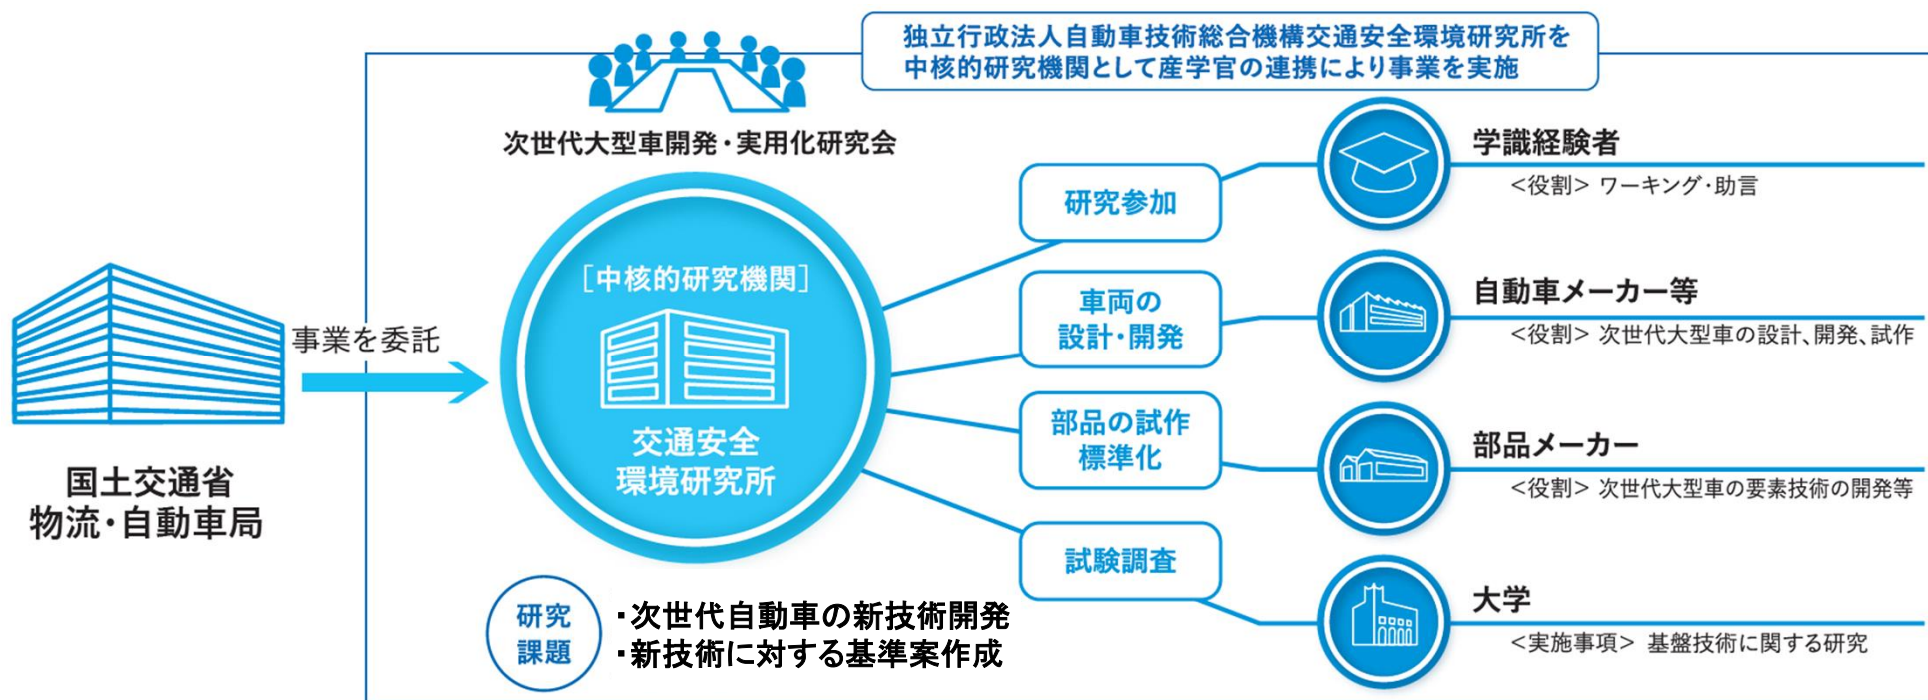 独立行政法人自動車技術総合機構交通安全環境研究所を
中核的研究機関として産学官の連携により事業を実施
次世代大型車開発・実用化研究会
国土交通省
物流・自動車局
事業を委託
［中核的研究機関］
交通安全
環境研究所
研究参加
車両の
設計・開発
部品の試作
標準化
試験調査
学識経験者
＜役割＞ ワーキング・助言
自動車メーカー等
＜役割＞ 次世代大型車の設計、開発、試作
部品メーカー
＜役割＞ 次世代大型車の要素技術の開発等
大学
＜実施事項＞ 基盤技術に関する研究
研究
課題
・次世代自動車の新技術開発
・新技術に対する基準案作成